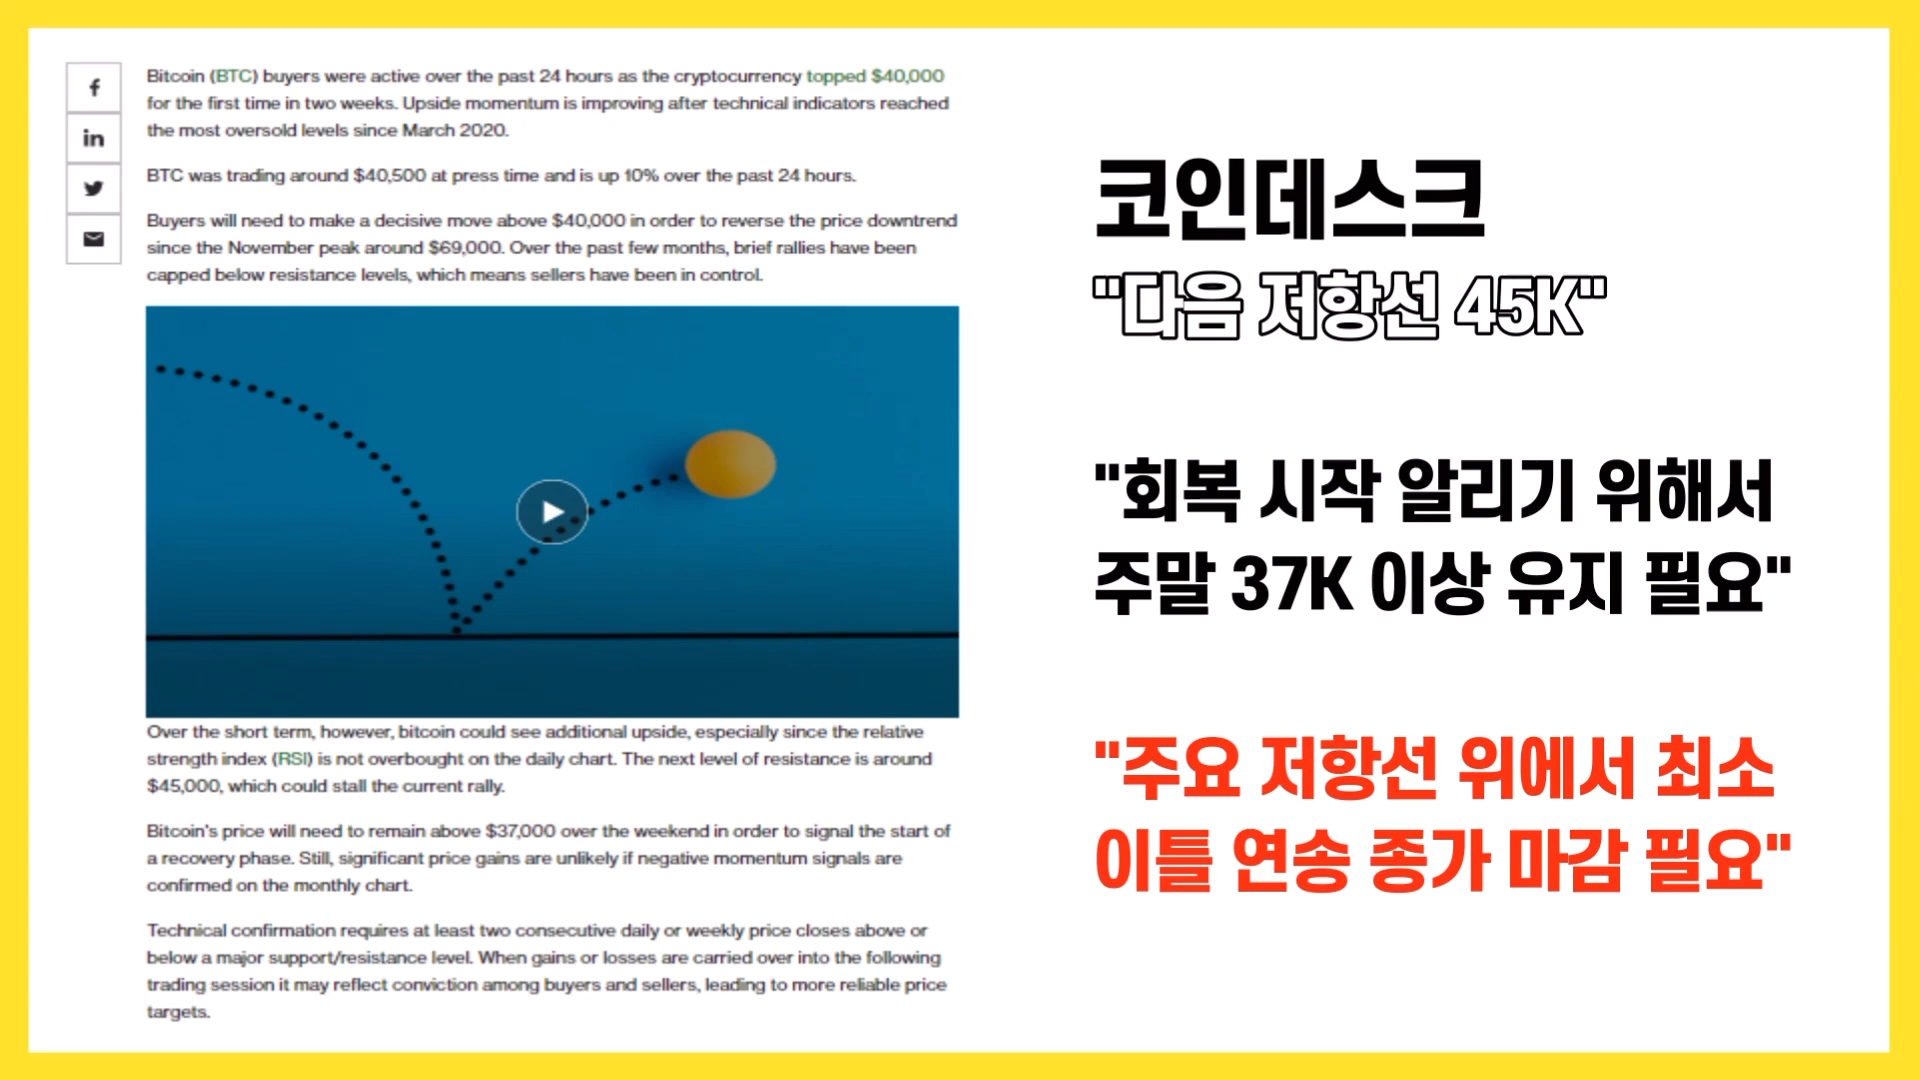 Bitcoin (BTC) buyers were active over the past 24 hours as the cryptocurrency topped $40,000
for the first time in two weeks. Upside momentum is improving after technical indicators reached
the most oversold levels since March 2020.
BTC was trading around $40,500 at press time and is up 10% over the past 24 hours.
Buyers will need to make a decisive move above $40,000 in order to reverse the price downtrend
since the November peak around $69,000. Over the past few months, brief rallies have been
capped below resistance levels, which means sellers have been in control.
Over the short term, however, bitcoin could see additional upside, especially since the relative
strength index (RSI) is not overbought on the daily chart. The next level of resistance is around
$45,000, which could stall the current rally.
Bitcoin's price will need to remain above $37,000 over the weekend in order to signal the start of
a recovery phase. Still, significant price gains are unlikely if negative momentum signals are
confirmed on the monthly chart.
Technical confirmation requires at least two consecutive daily or weekly price closes above or
below a major support/resistance level. When gains or losses are carried over into the following
trading session it may reflect conviction among buyers and sellers, leading to more reliable price
targets.
코인데스크
"다음 저항선 45K"
"회복 시작 알리기 위해서
주말 37K 이상 유지 필요"
"주요 저항선 위에서 최소
이틀 연송 종가 마감 필요"